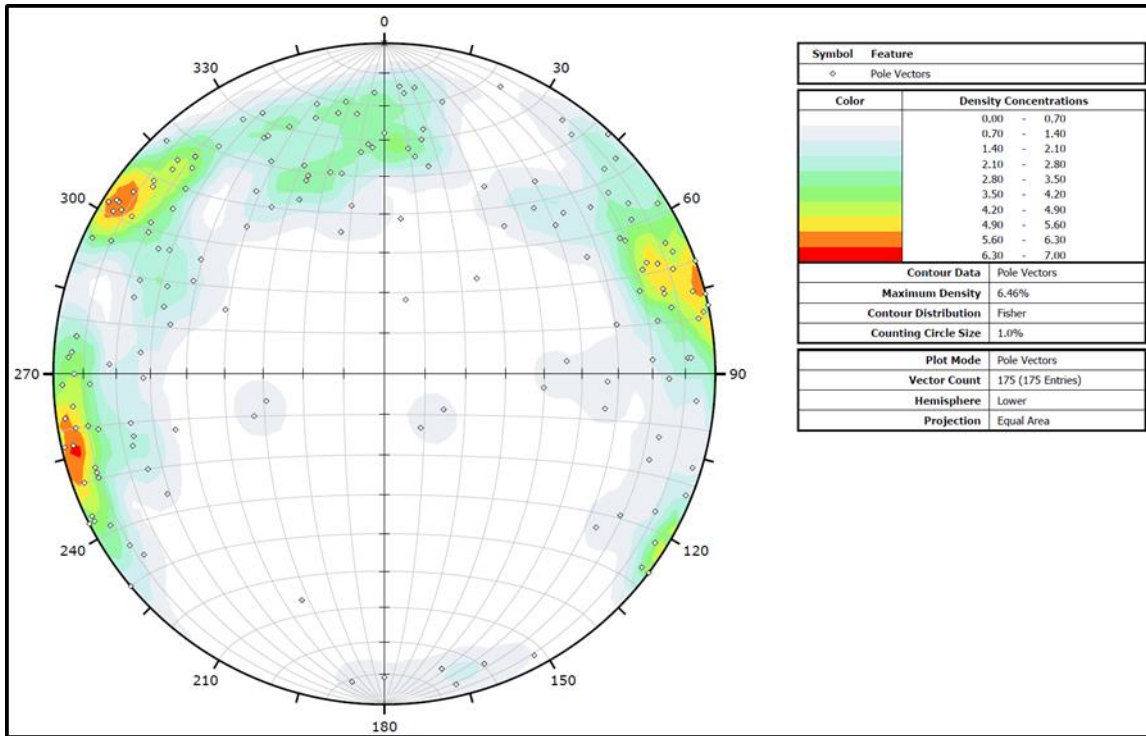 0
330
30
300
60
270
90
240
120
210
150
180
Symbol Feature
Pole Vectors
Color Density Concentrations
0,00 - 0,70
0,70 - 1,40
1,40 - 2,10
2,10 - 2,80
2,80 - 3,50
3,50 - 4,20
4,20 - 4,90
4,90 - 5,60
5,60 - 6,30
6,30 - 7,00
Contour Data Pole Vectors
Maximum Density 6,46%
Contour Distribution Fisher
Counting Circle Size 1.0%
Plot Mode Pole Vectors
Vector Count 175 (175 Entries)
Hemisphere Lower
Projection Equal Area